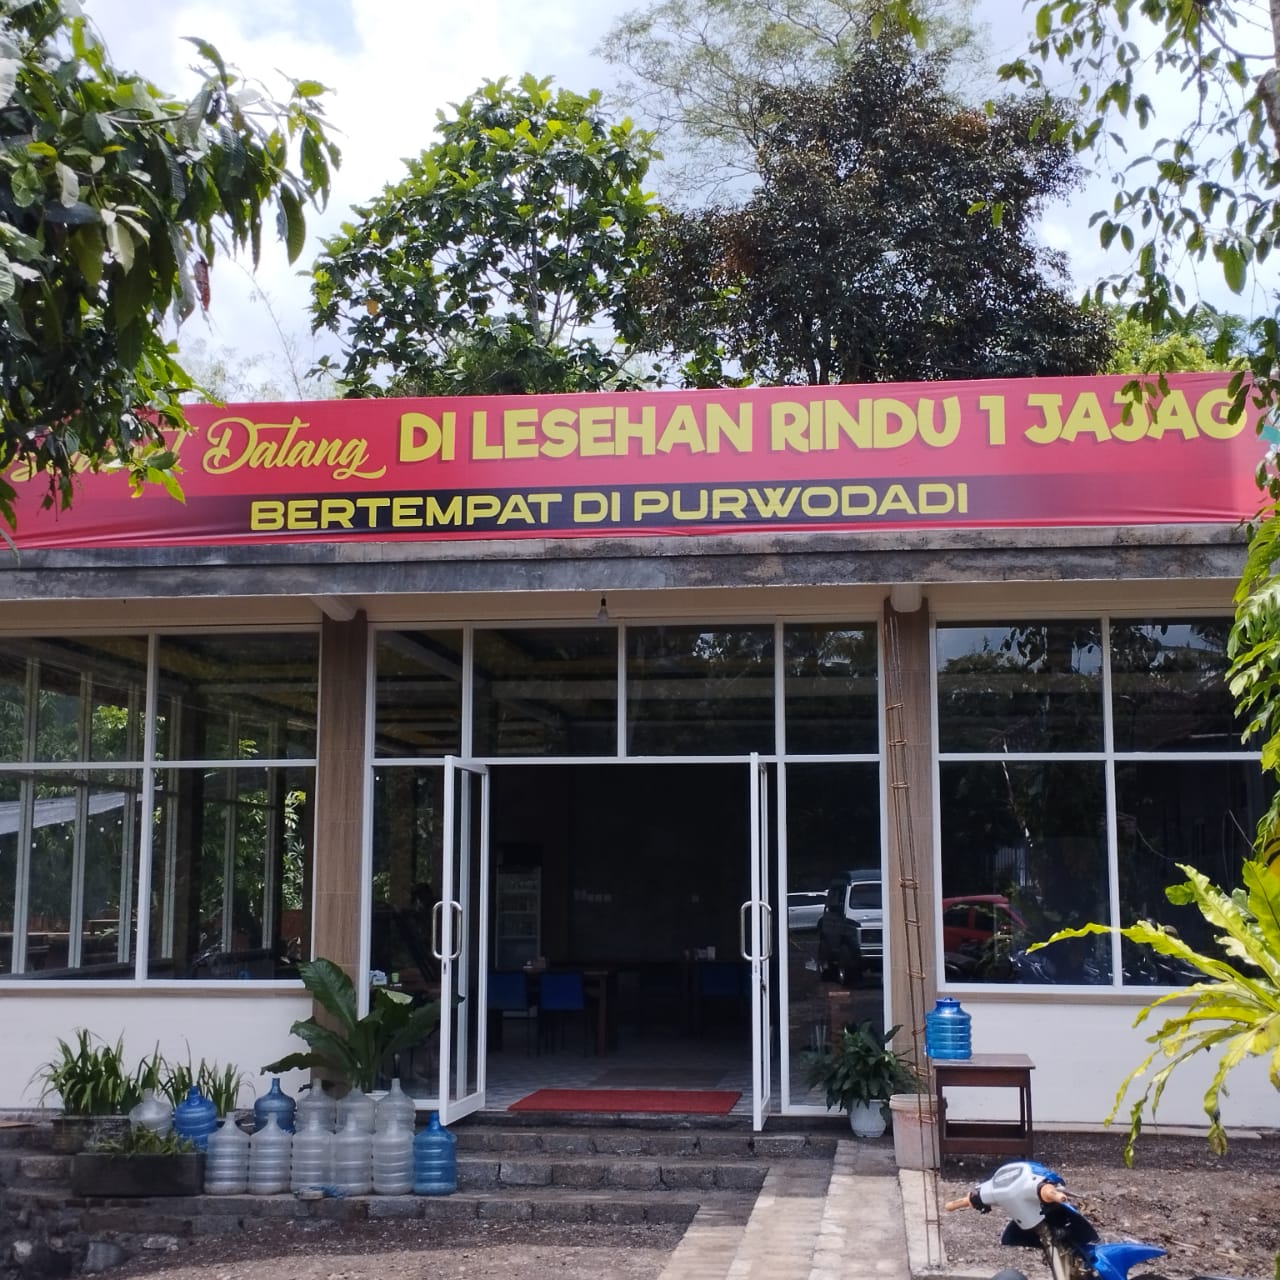 Datang DI LESEHAN RINDU 1 JAJAG
BERTEMPAT DI PURWODADI